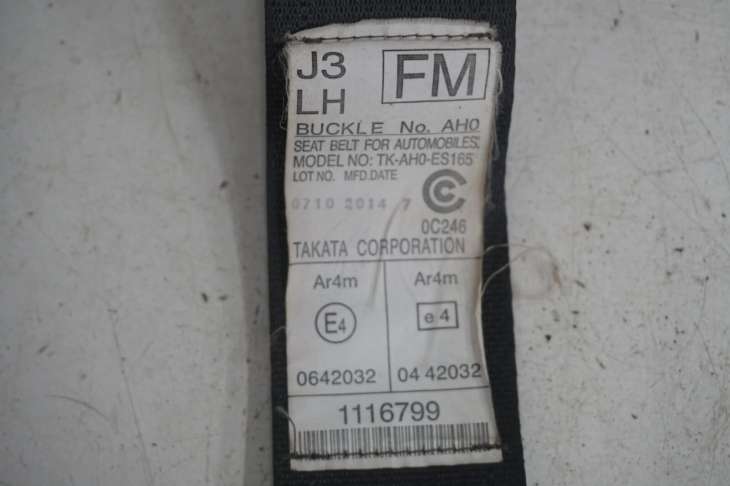 J3
FM
LH
BUCKLE No. AH0
SEAT BELT FOR AUTOMOBILES.
MODEL NO: TK-AH0-ES165
LOT NO. MFD.DATE
0710 2014 7
0C246
TAKATA CORPORATION
Ar4m Ar4m
E4 e4
0642032 04 42032
1116799